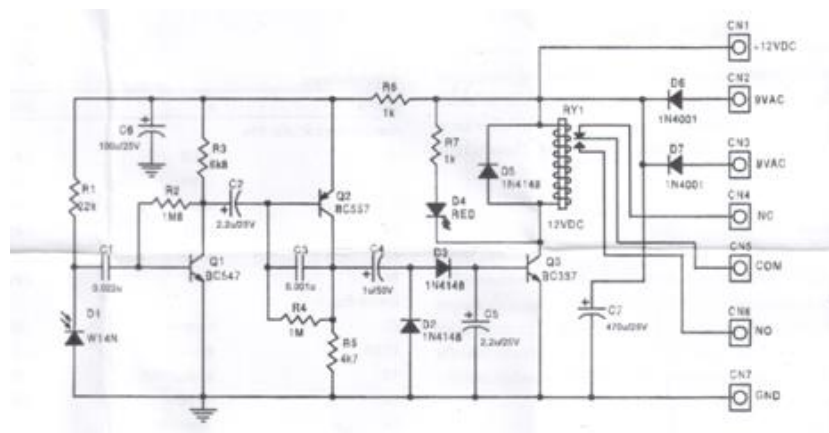 CN1
+12VDC
CN2
9VAC
D6
1N4001
CN3
9VAC
D7
1N4001
CN4
NC
CN5
COM
CN6
NO
CN7
GND
R6
1k
RY1
12VDC
C6
100u/25V
R3
6k8
R7
1k
D5
1N4148
D4
RED
R1
22k
R2
1M8
C2
2.2u/25V
Q2
BC557
C1
0.022u
Q1
BC547
C3
0.001u
C4
1u/50V
D3
1N4148
Q3
D1
W14N
R4
1M
R5
4k7
D2
1N4148
C5
2.2u/25V
470u/25V